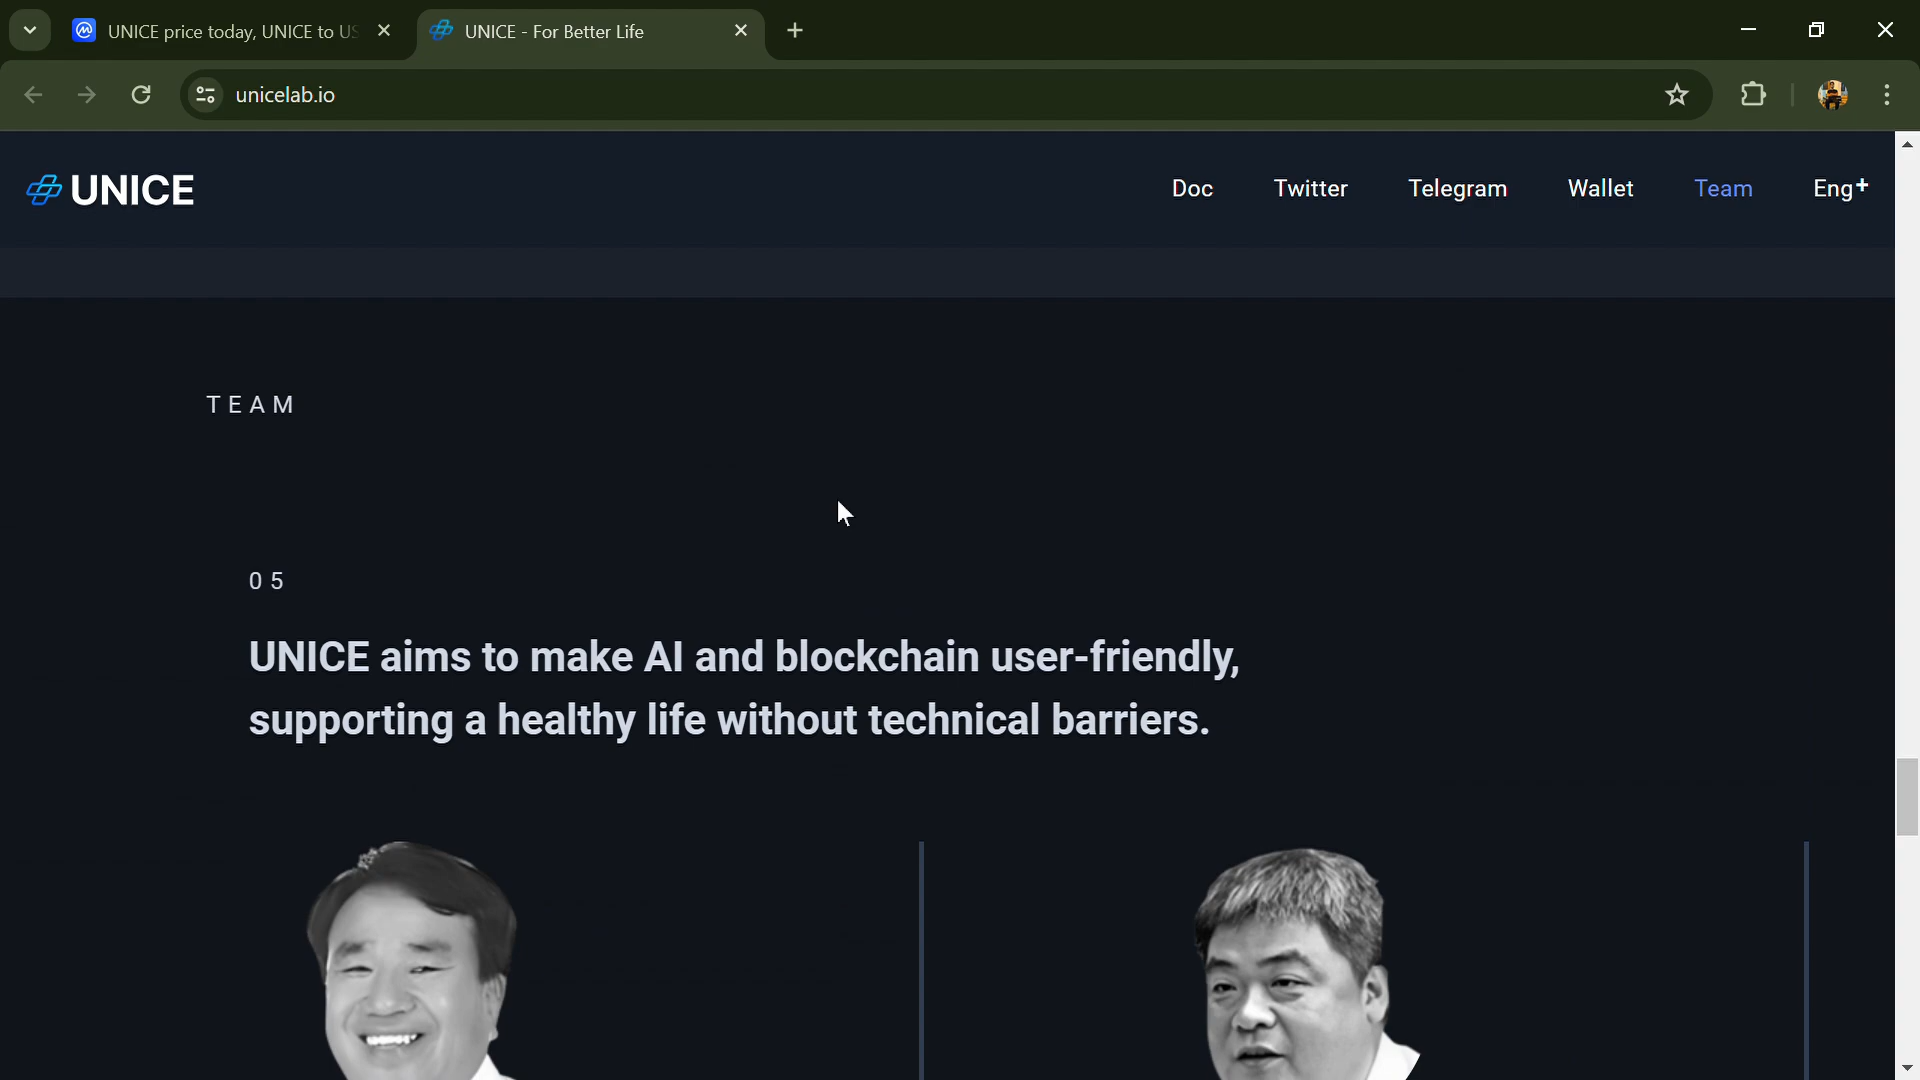 UNICE price today, UNICE to US
UNICE - For Better Life
unicelab.io
UNICE
Doc
Twitter
Telegram
Wallet
Team
Eng+
TEAM
05
UNICE aims to make AI and blockchain user-friendly,
supporting a healthy life without technical barriers.